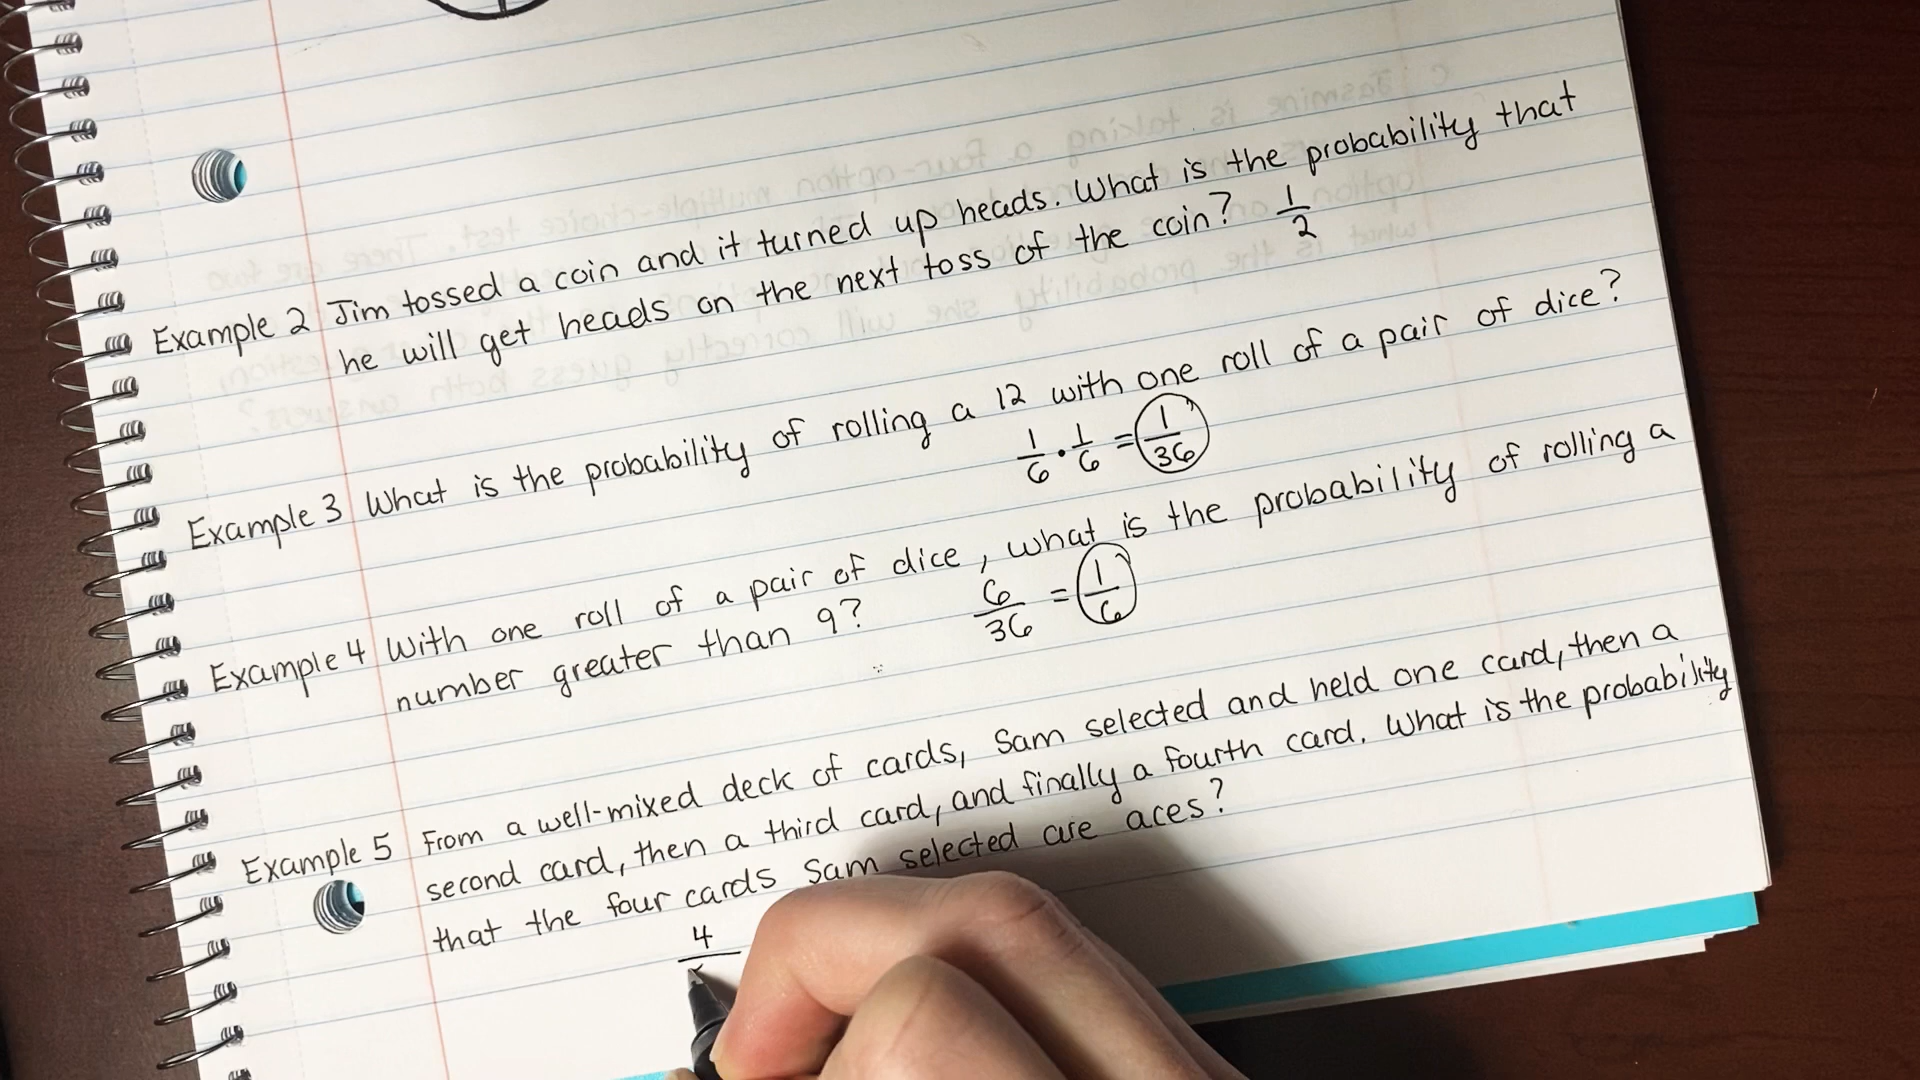 Example 2 Jim tossed a coin and it turned up heads. What is the probability that
he will get heads on the next toss of the coin? 1/2
Example 3 What is the probability of rolling a 12 with one roll of a pair of dice?
1/6 · 1/6 = 1/36
Example 4 With one roll of a pair of dice, what is the probability of rolling a
number greater than 9? 6/36 = 1/6
Example 5 From a well-mixed deck of cards, Sam selected and held one card, then a
second card, then a third card, and finally a fourth card. What is the probability
that the four cards Sam selected are aces?
4